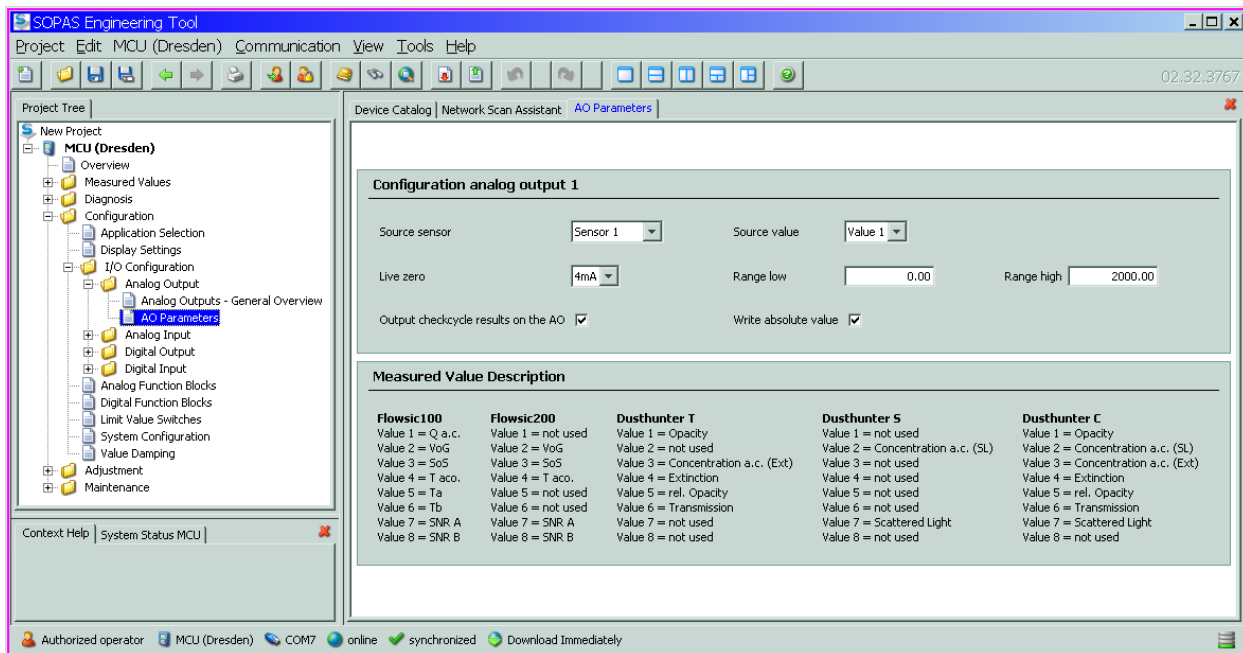 SOPAS Engineering Tool
Project Edit MCU (Dresden) Communication View Tools Help
02.32.3767
Project Tree
New Project
MCU (Dresden)
Overview
Measured Values
Diagnosis
Configuration
Application Selection
Display Settings
I/O Configuration
Analog Output
Analog Outputs - General Overview
AO Parameters
Analog Input
Digital Output
Digital Input
Analog Function Blocks
Digital Function Blocks
Limit Value Switches
System Configuration
Value Damping
Adjustment
Maintenance
Context Help System Status MCU
Device Catalog Network Scan Assistant AO Parameters
Configuration analog output 1
Source sensor Sensor 1 Source value Value 1
Live zero 4mA Range low 0.00 Range high 2000.00
Output checkcycle results on the AO Write absolute value
Measured Value Description
Flowsic100 Flowsic200 Dusthunter T Dusthunter S Dusthunter C
Value 1 = Q a.c. Value 1 = not used Value 1 = Opacity Value 1 = not used Value 1 = Opacity
Value 2 = VoG Value 2 = VoG Value 2 = not used Value 2 = Concentration a.c. (SL) Value 2 = Concentration a.c. (SL)
Value 3 = SoS Value 3 = SoS Value 3 = Concentration a.c. (Ext) Value 3 = not used Value 3 = Concentration a.c. (Ext)
Value 4 = T aco. Value 4 = T aco. Value 4 = Extinction Value 4 = not used Value 4 = Extinction
Value 5 = Ta Value 5 = not used Value 5 = rel. Opacity Value 5 = not used Value 5 = rel. Opacity
Value 6 = Tb Value 6 = not used Value 6 = Transmission Value 6 = not used Value 6 = Transmission
Value 7 = SNR A Value 7 = SNR A Value 7 = not used Value 7 = Scattered Light Value 7 = Scattered Light
Value 8 = SNR B Value 8 = SNR B Value 8 = not used Value 8 = not used Value 8 = not used
Authorized operator MCU (Dresden) COM7 online synchronized Download Immediately